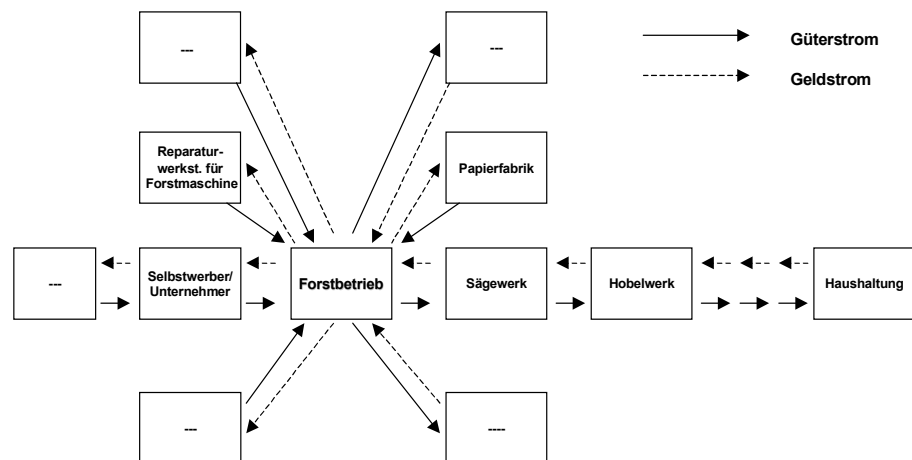 ---
---
Güterstrom
Geldstrom
Reparatur-
werkst. für
Forstmaschine
Papierfabrik
---
Selbstwerber/
Unternehmer
Forstbetrieb
Sägewerk
Hobelwerk
Haushaltung
---
----